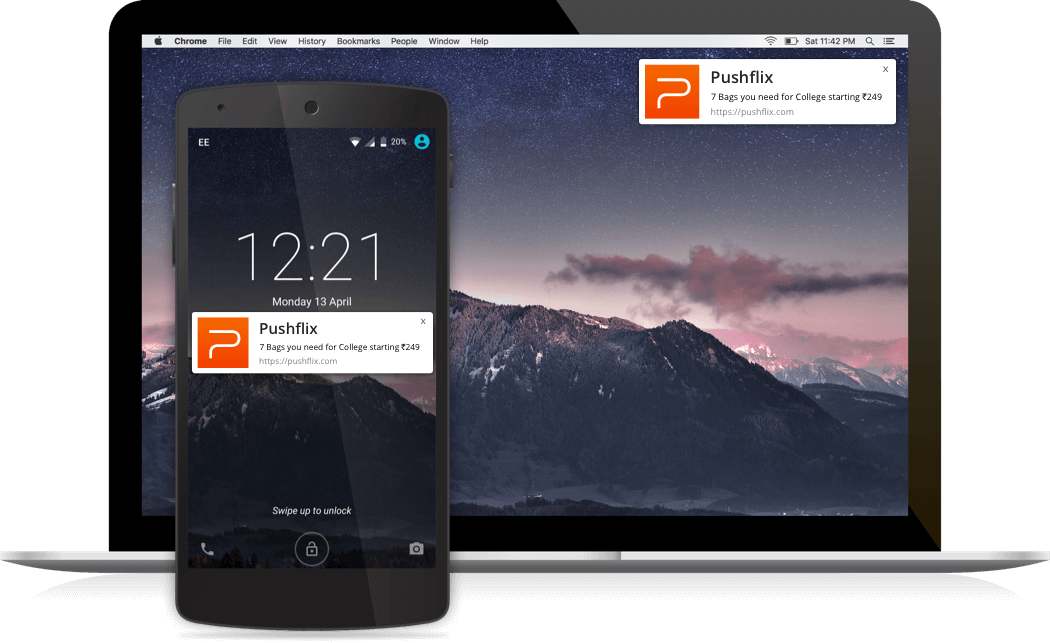 Chrome File Edit View History Bookmarks People Window Help Sat 11:42 PM
Pushflix
x
7 Bags you need for College starting ₹249
https://pushflix.com
EE
20%
12:21
Monday 13 April
Pushflix
x
7 Bags you need for College starting ₹249
https://pushflix.com
Swipe up to unlock